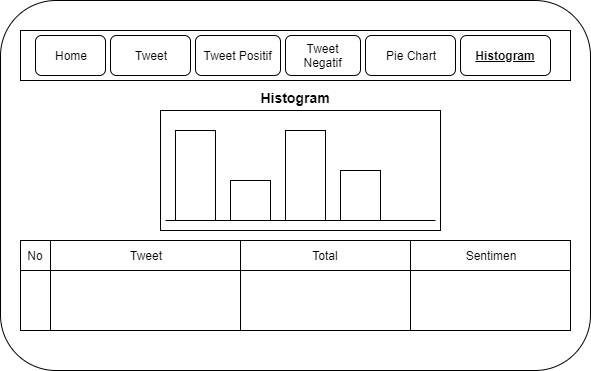 Home
Tweet
Tweet Positif
Tweet
Negatif
Pie Chart
Histogram
Histogram
No
Tweet
Total
Sentimen